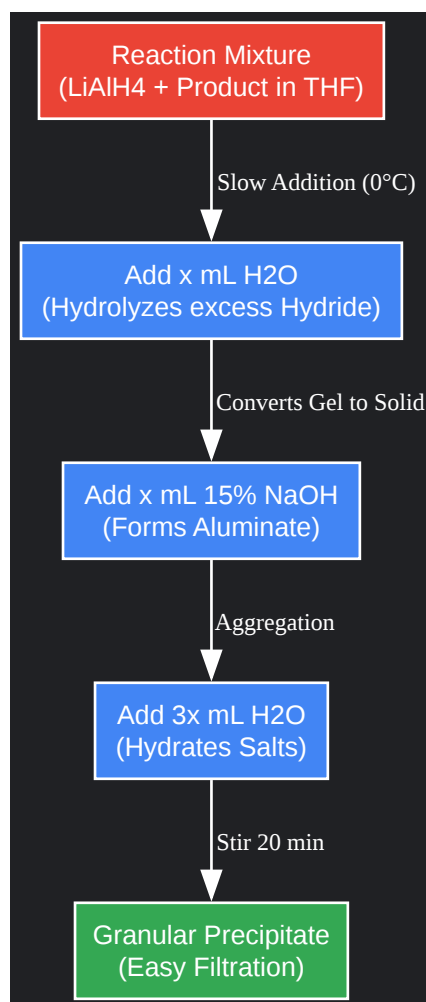 Reaction Mixture
(LiAlH4 + Product in THF)
Slow Addition (0°C)
Add x mL H2O
(Hydrolyzes excess Hydride)
Converts Gel to Solid
Add x mL 15% NaOH
(Forms Aluminate)
Aggregation
Add 3x mL H2O
(Hydrates Salts)
Stir 20 min
Granular Precipitate
(Easy Filtration)